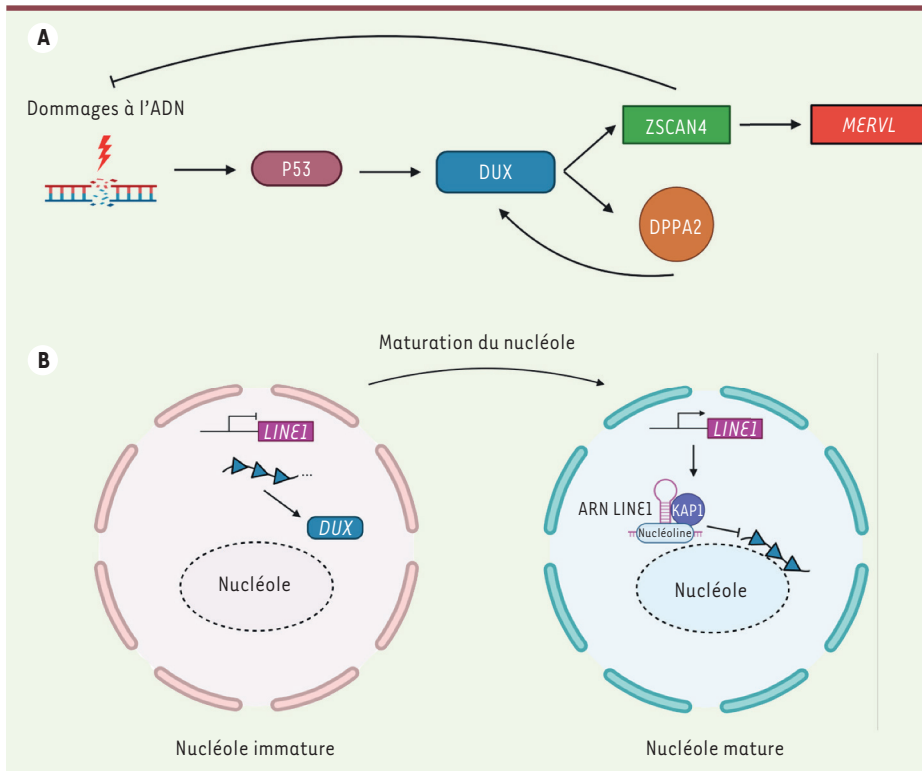 A
Dommages à l'ADN
P53
DUX
ZSCAN4
MERVL
DPPA2
B
Maturation du nucléole
LINE1
...
DUX
Nucléole
Nucléole immature
LINE1
ARN LINE1
KAP1
Nucléoline
Nucléole
Nucléole mature